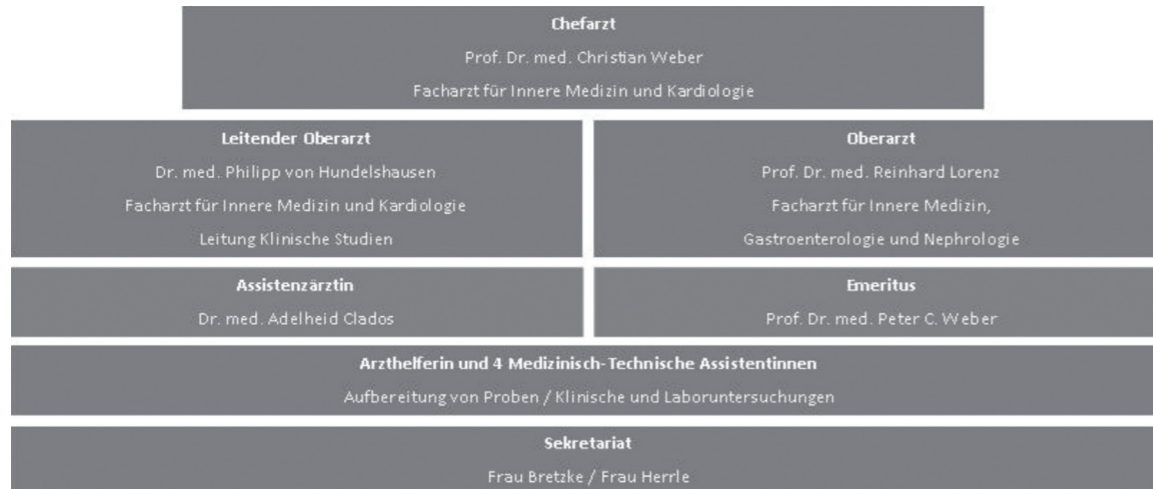 Chefarzt
Prof. Dr. med. Christian Weber
Facharzt für Innere Medizin und Kardiologie
Leitender Oberarzt
Dr. med. Philipp von Hundelshausen
Facharzt für Innere Medizin und Kardiologie
Leitung Klinische Studien
Oberarzt
Prof. Dr. med. Reinhard Lorenz
Facharzt für Innere Medizin,
Gastroenterologie und Nephrologie
Assistenzärztin
Dr. med. Adelheid Clados
Emeritus
Prof. Dr. med. Peter C. Weber
Arzthelferin und 4 Medizinisch-Technische Assistentinnen
Aufbereitung von Proben / Klinische und Laboruntersuchungen
Sekretariat
Frau Bretzke / Frau Herrle